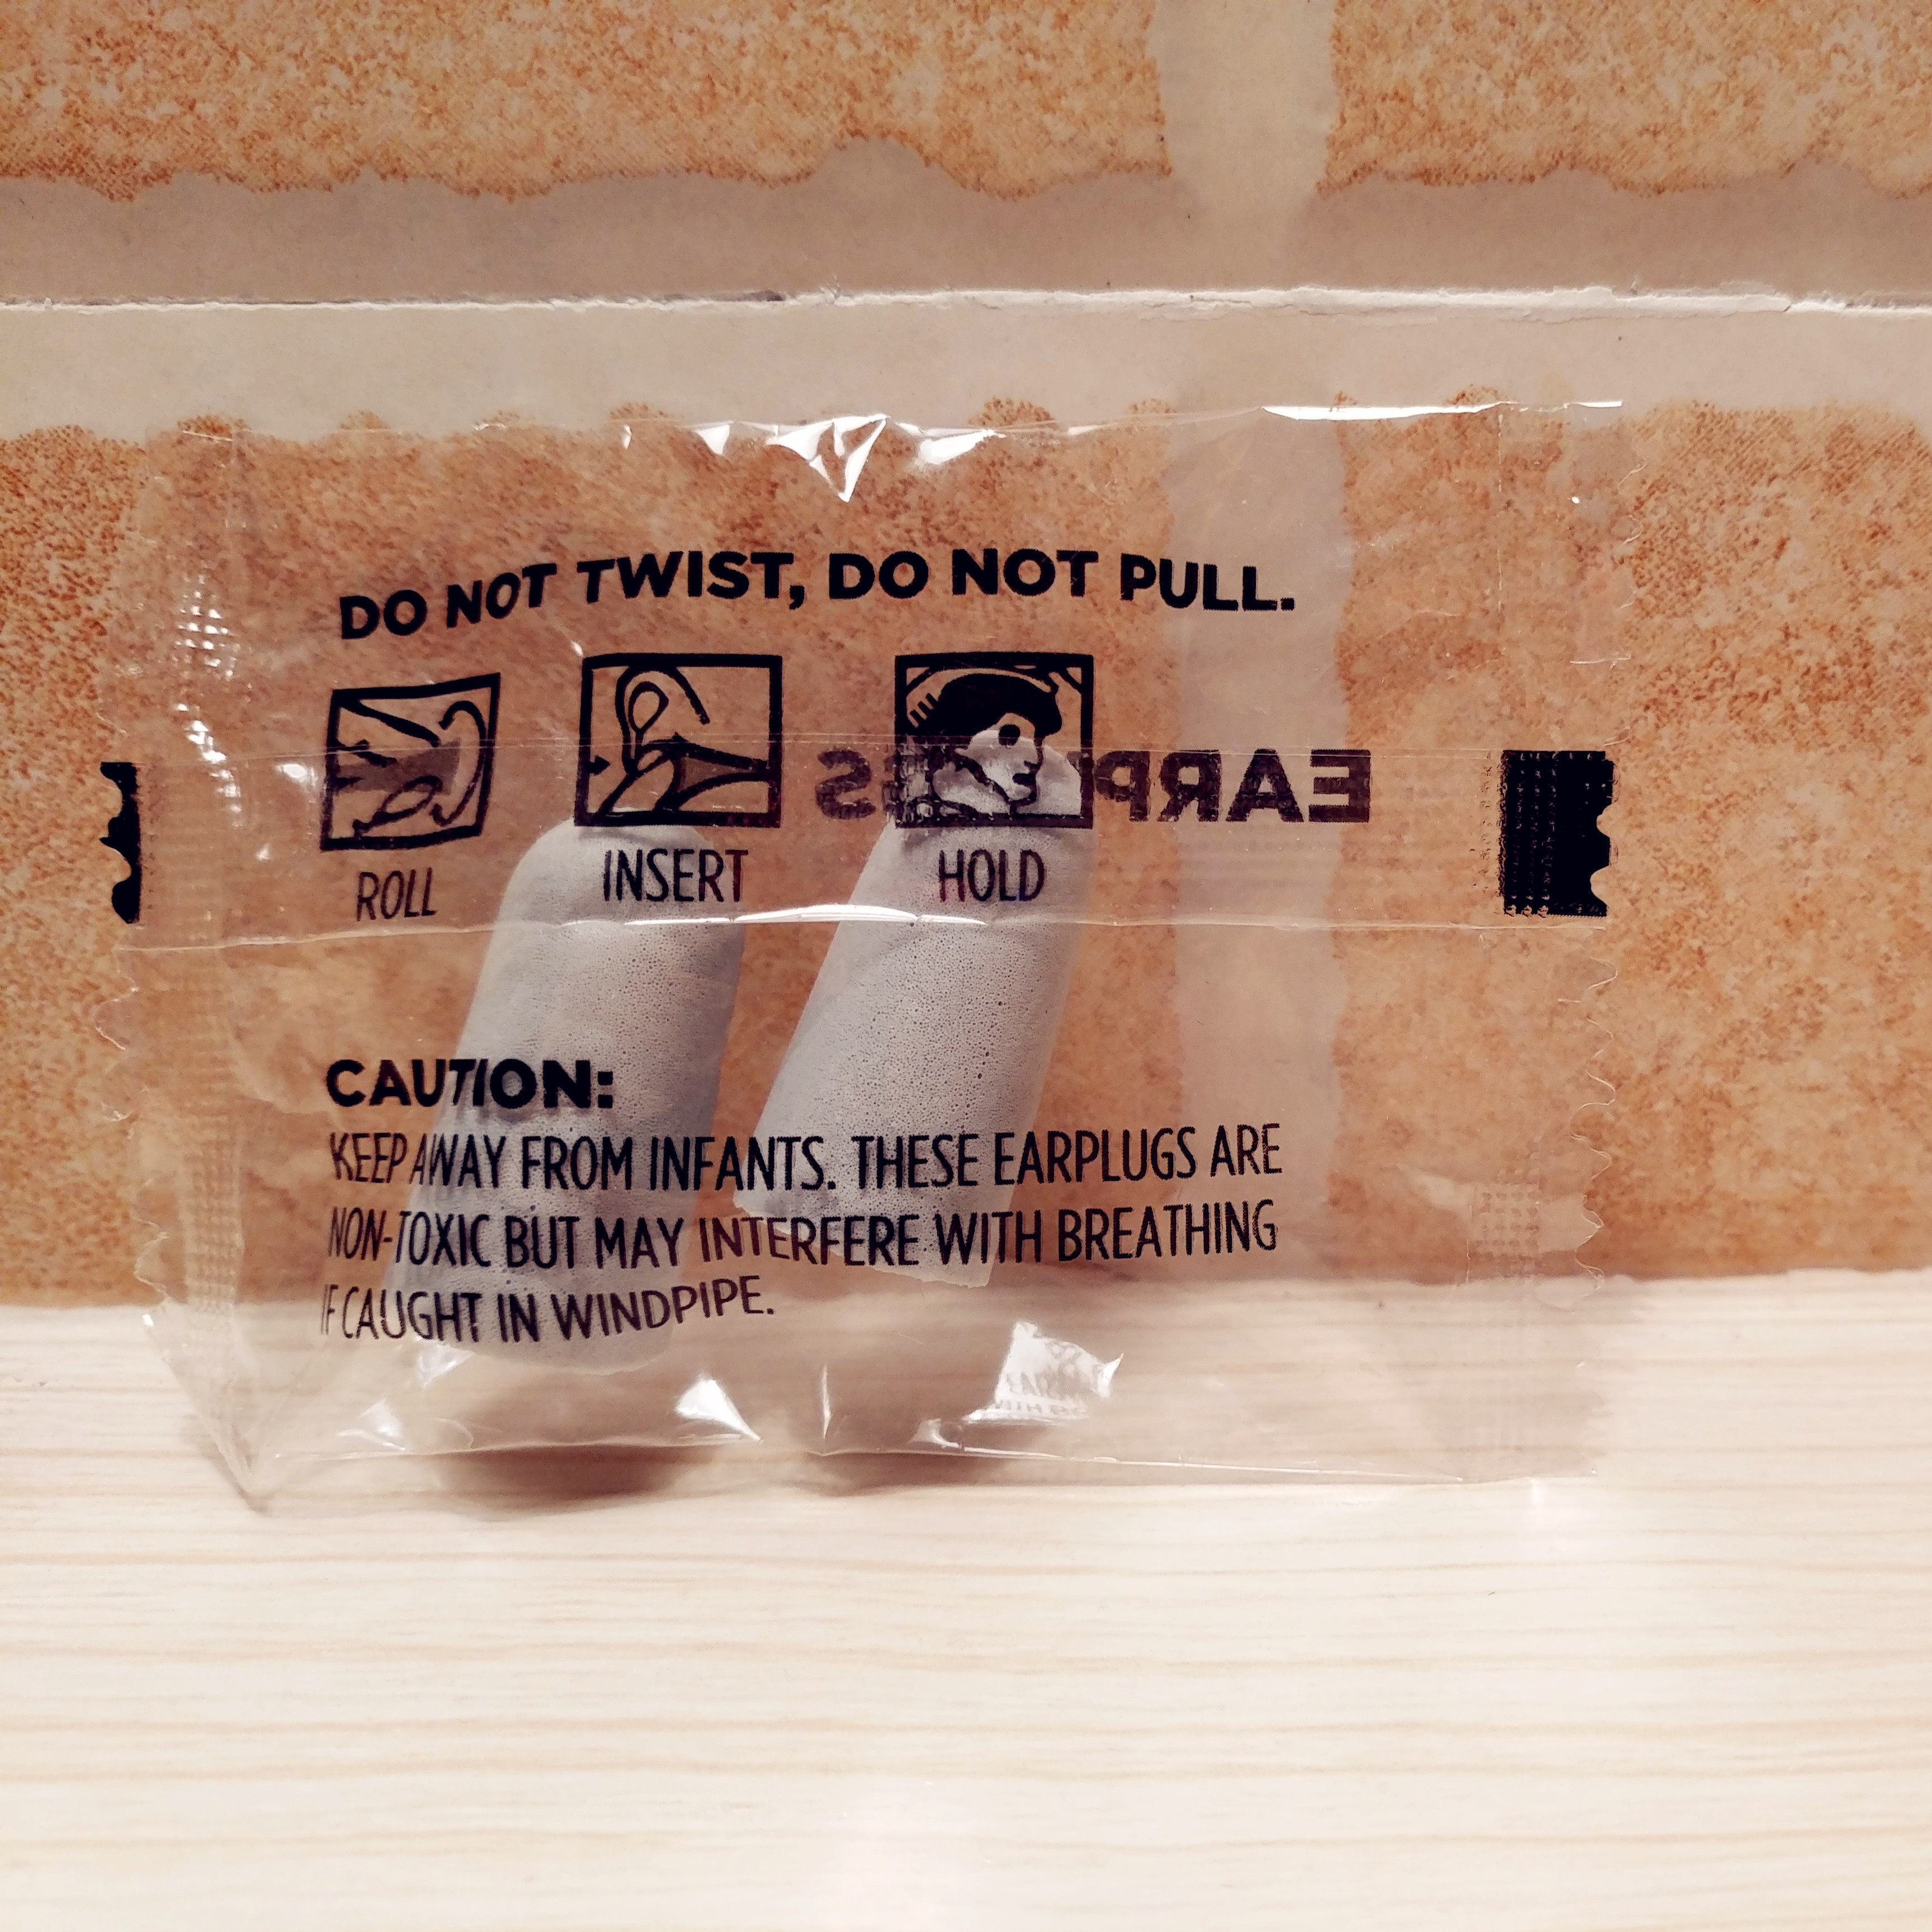 DO NOT TWIST, DO NOT PULL.
EARPLUGS
ROLL INSERT HOLD
CAUTION:
KEEP AWAY FROM INFANTS. THESE EARPLUGS ARE
NON-TOXIC BUT MAY INTERFERE WITH BREATHING
IF CAUGHT IN WINDPIPE.